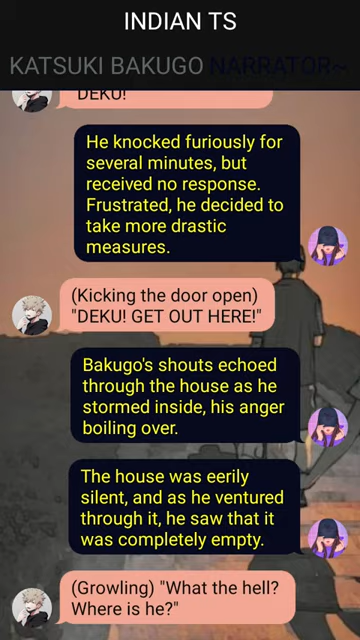 INDIAN TS
KATSUKI BAKUGO NARRATOR~
DEKU!
He knocked furiously for
several minutes, but
received no response.
Frustrated, he decided to
take more drastic
measures.
(Kicking the door open)
"DEKU! GET OUT HERE!"
Bakugo's shouts echoed
through the house as he
stormed inside, his anger
boiling over.
The house was eerily
silent, and as he ventured
through it, he saw that it
was completely empty.
(Growling) "What the hell?
Where is he?"